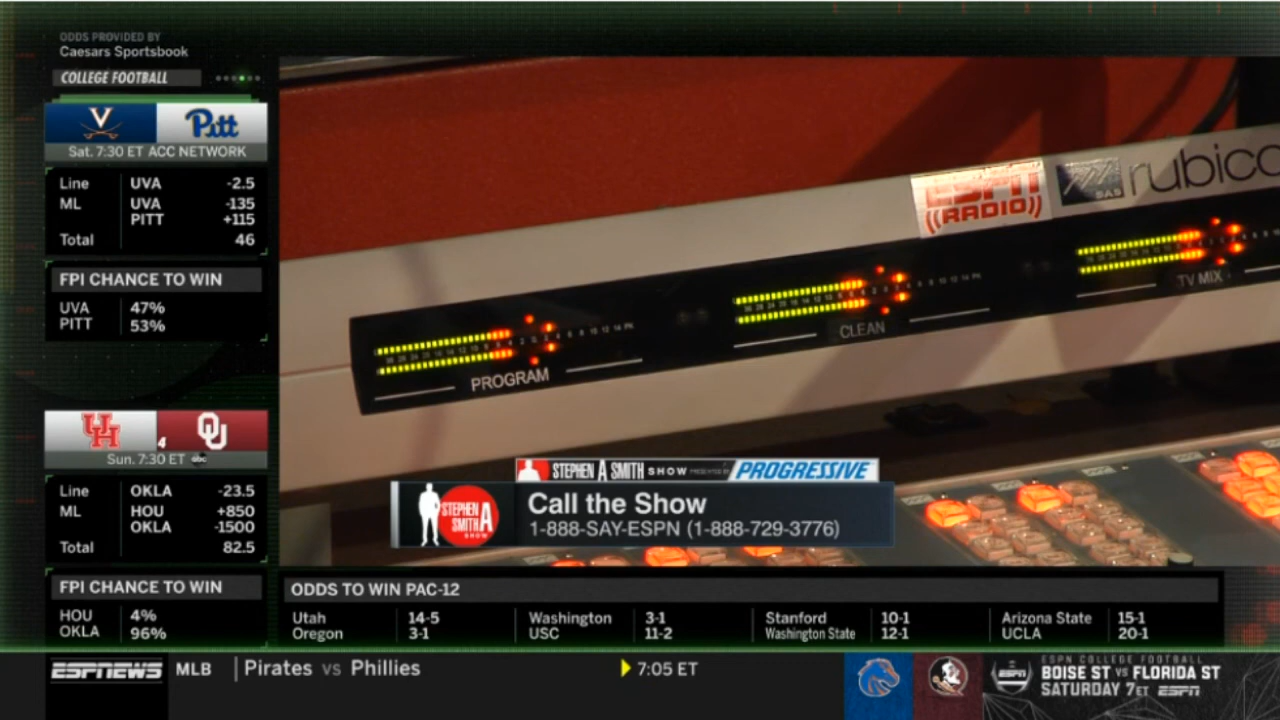 ODDS PROVIDED BY
Caesars Sportsbook
COLLEGE FOOTBALL
V Pitt
Sat. 7:30 ET ACC NETWORK
Line UVA -2.5
ML UVA -135
PITT +115
Total 46
FPI CHANCE TO WIN
UVA 47%
PITT 53%
UH 4 OU
Sun. 7:30 ET abc
Line OKLA -23.5
ML HOU +850
OKLA -1500
Total 82.5
FPI CHANCE TO WIN
HOU 4%
OKLA 96%
ESPN
((RADIO))
SAS
rubico
PROGRAM
CLEAN
TV MIX
STEPHEN A SMITH SHOW PRESENTED BY PROGRESSIVE
STEPHEN A
SMITH
SHOW
Call the Show
1-888-SAY-ESPN (1-888-729-3776)
ODDS TO WIN PAC-12
Utah 14-5 Washington 3-1 Stanford 10-1 Arizona State 15-1
Oregon 3-1 USC 11-2 Washington State 12-1 UCLA 20-1
ESPNEWS MLB Pirates vs Phillies 7:05 ET
ESPN
ESPN COLLEGE FOOTBALL
BOISE ST VS FLORIDA ST
SATURDAY 7ET ESPN